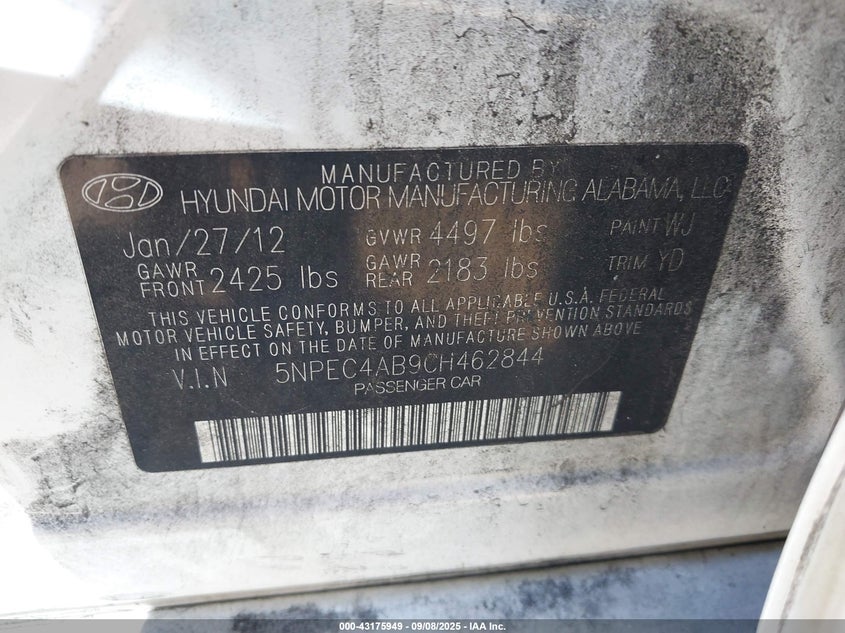 MANUFACTURED BY
HYUNDAI MOTOR MANUFACTURING ALABAMA, LLC
Jan/27/12 GVWR 4497 lbs PAINT WJ
GAWR FRONT 2425 lbs GAWR REAR 2183 lbs TRIM YD
THIS VEHICLE CONFORMS TO ALL APPLICABLE U.S.A. FEDERAL
MOTOR VEHICLE SAFETY, BUMPER, AND THEFT PREVENTION STANDARDS
IN EFFECT ON THE DATE OF MANUFACTURE SHOWN ABOVE
V.I.N 5NPEC4AB9CH462844
PASSENGER CAR
000-43175949 - 09/08/2025 - IAA Inc.